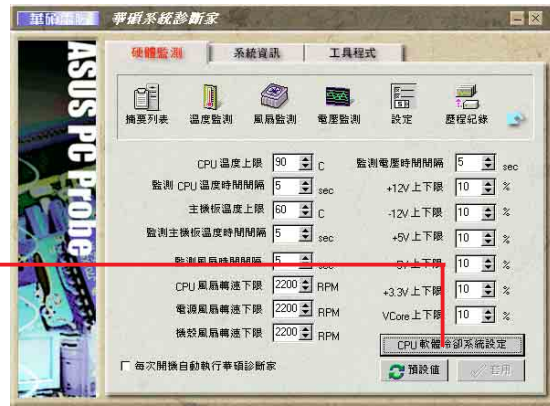 華碩電腦 華碩系統診斷家
ASUS PC Probe
硬體監測 系統資訊 工具程式
摘要列表 溫度監測 風扇監測 電壓監測 設定 歷程紀錄
CPU 溫度上限 90 C 監測電壓時間間隔 5 sec
監測 CPU 溫度時間間隔 5 sec +12V 上下限 10 %
主機板溫度上限 60 C -12V 上下限 10 %
監測主機板溫度時間間隔 5 sec +5V 上下限 10 %
監測風扇時間間隔 5 sec -5V 上下限 10 %
CPU 風扇轉速下限 2200 RPM +3.3V 上下限 10 %
電源風扇轉速下限 2200 RPM VCore 上下限 10 %
機殼風扇轉速下限 2200 RPM
CPU 軟體冷卻系統設定
每次開機自動執行華碩診斷家 預設值 套用